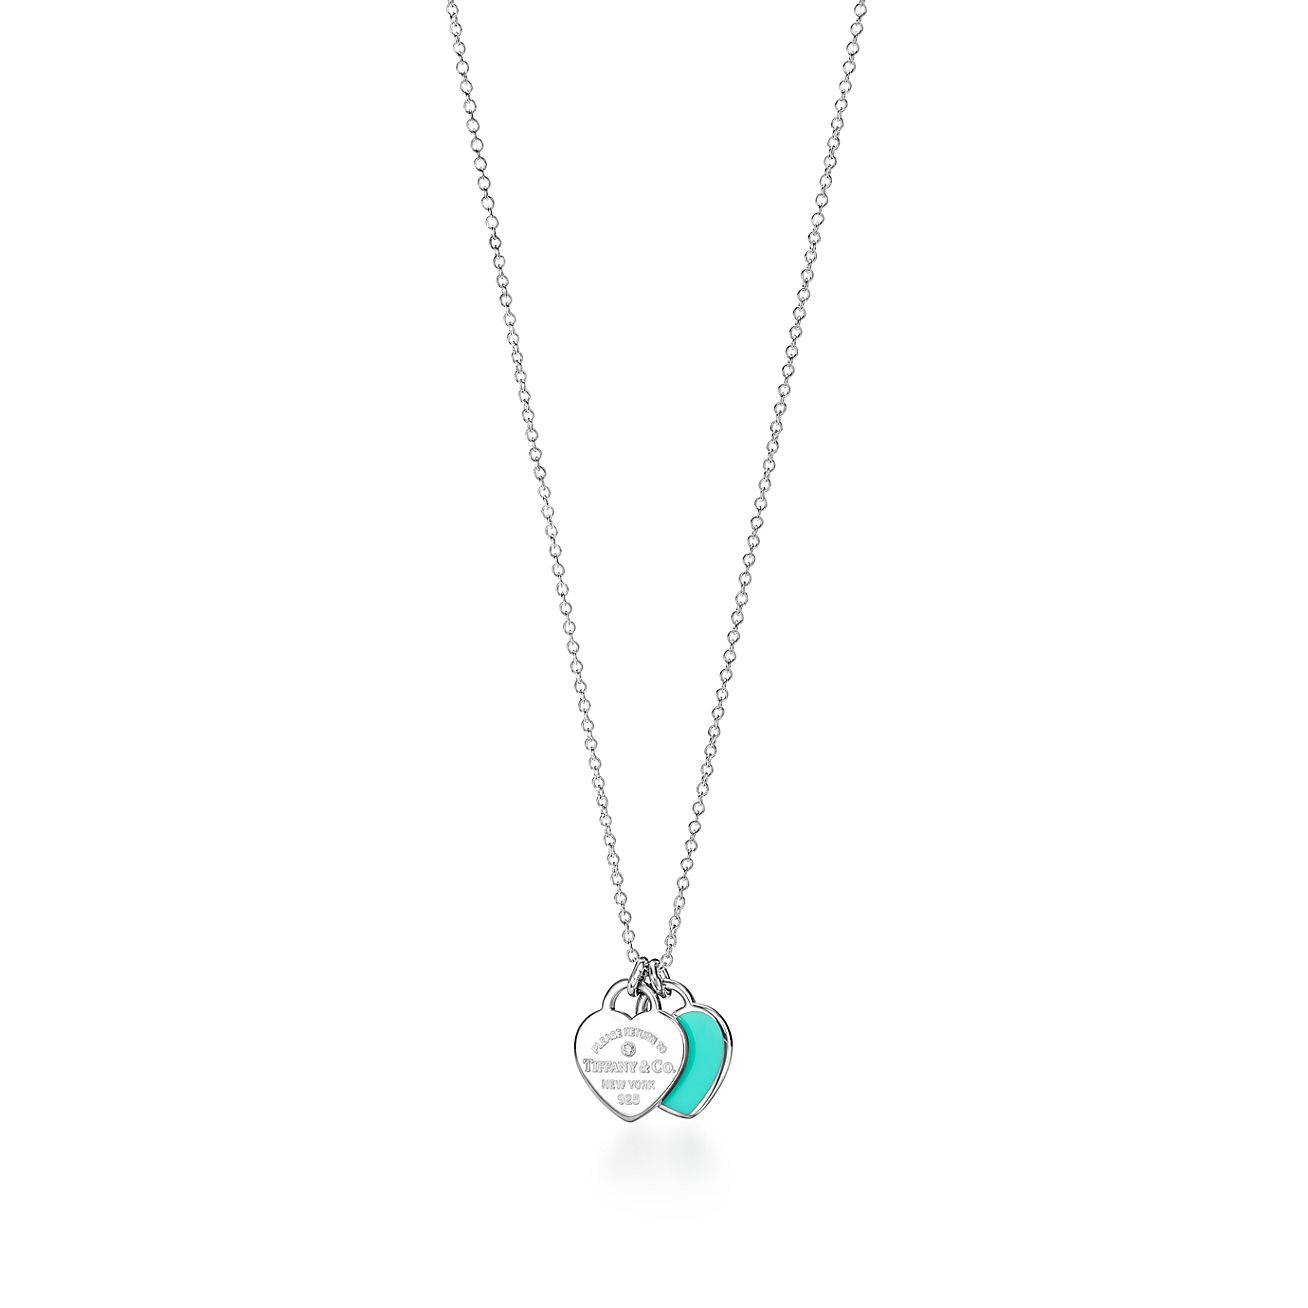 PLEASE RETURN TO
TIFFANY & CO.
NEW YORK
925